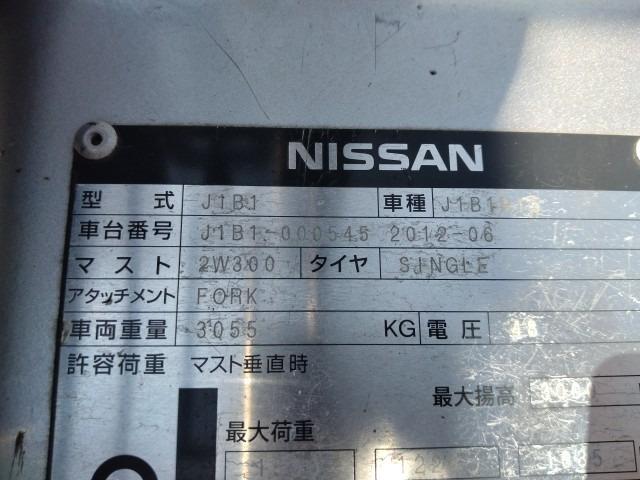 NISSAN
型式 J1B1 車種
車台番号 J1B1-000545 2012-06
マスト 2W300 タイヤ SINGLE
アタッチメント FORK
車両重量 3055 KG 電圧
許容荷重 マスト垂直時
最大揚高
最大荷重